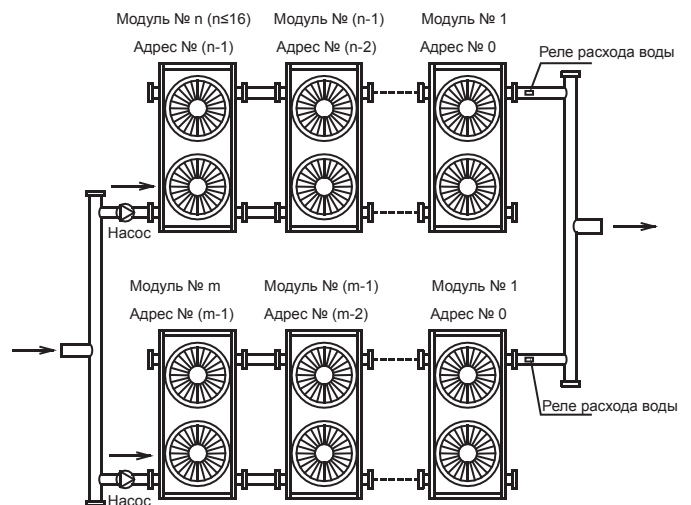 Модуль № n (n≤16)
Модуль № (n-1)
Модуль № 1
Адрес № (n-1)
Адрес № (n-2)
Адрес № 0
Реле расхода воды
Насос
Модуль № m
Модуль № (m-1)
Модуль № 1
Адрес № (m-1)
Адрес № (m-2)
Адрес № 0
Реле расхода воды
Насос